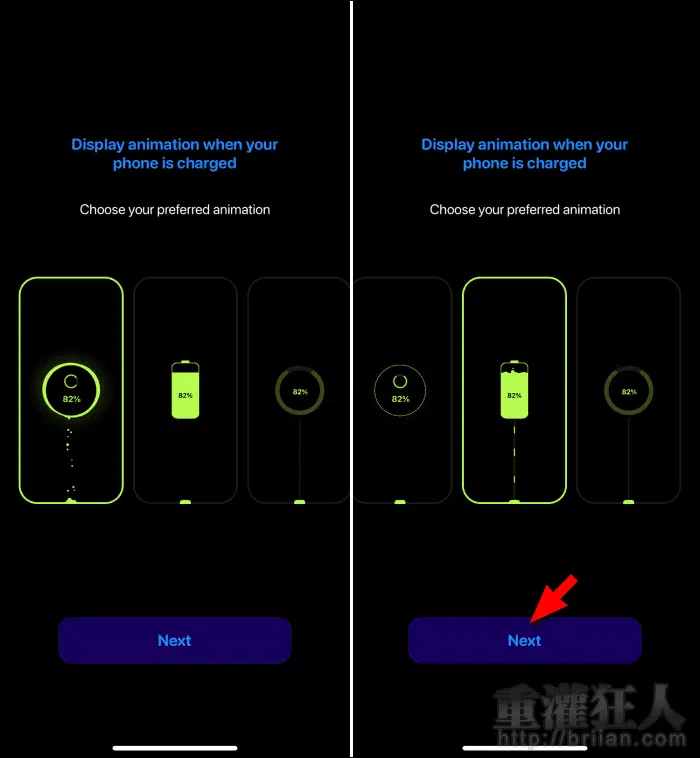 Display animation when your
phone is charged
Choose your preferred animation
82%
82%
82%
Next
Display animation when your
phone is charged
Choose your preferred animation
82%
82%
82%
Next
重灌狂人
http://briian.com